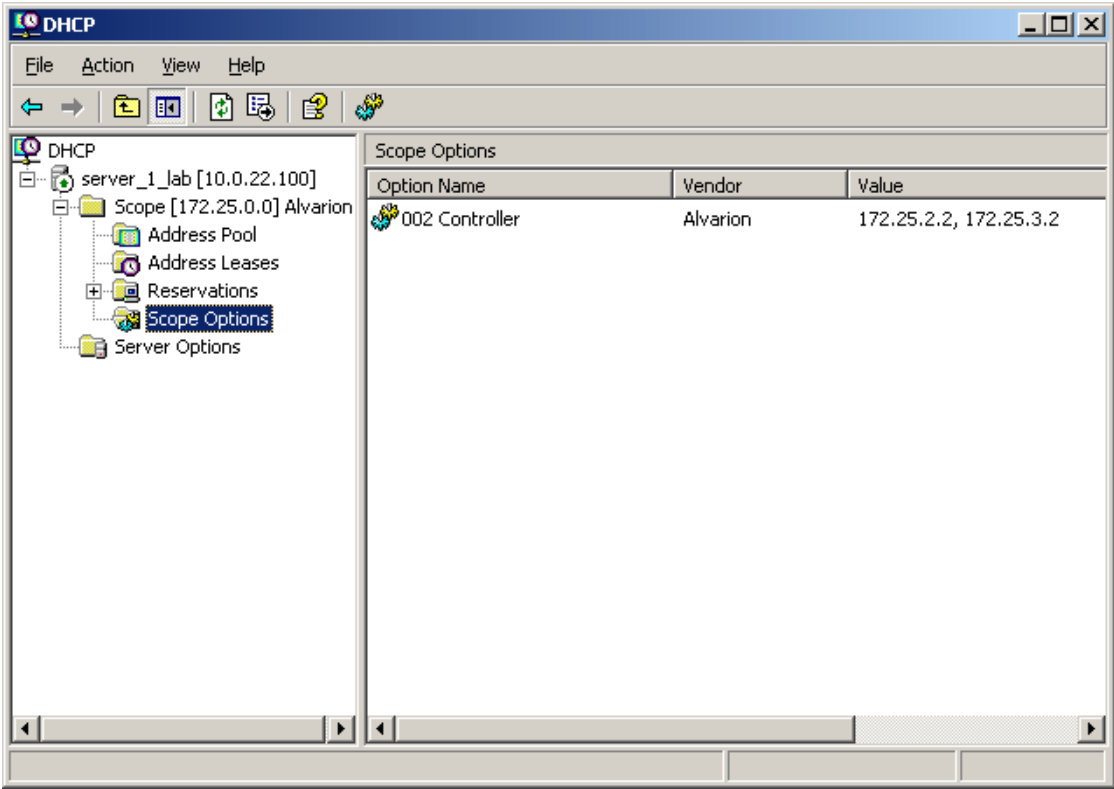 DHCP
File Action View Help
DHCP
server_1_lab [10.0.22.100]
Scope [172.25.0.0] Alvarion
Address Pool
Address Leases
Reservations
Scope Options
Server Options
Scope Options
Option Name Vendor Value
002 Controller Alvarion 172.25.2.2, 172.25.3.2